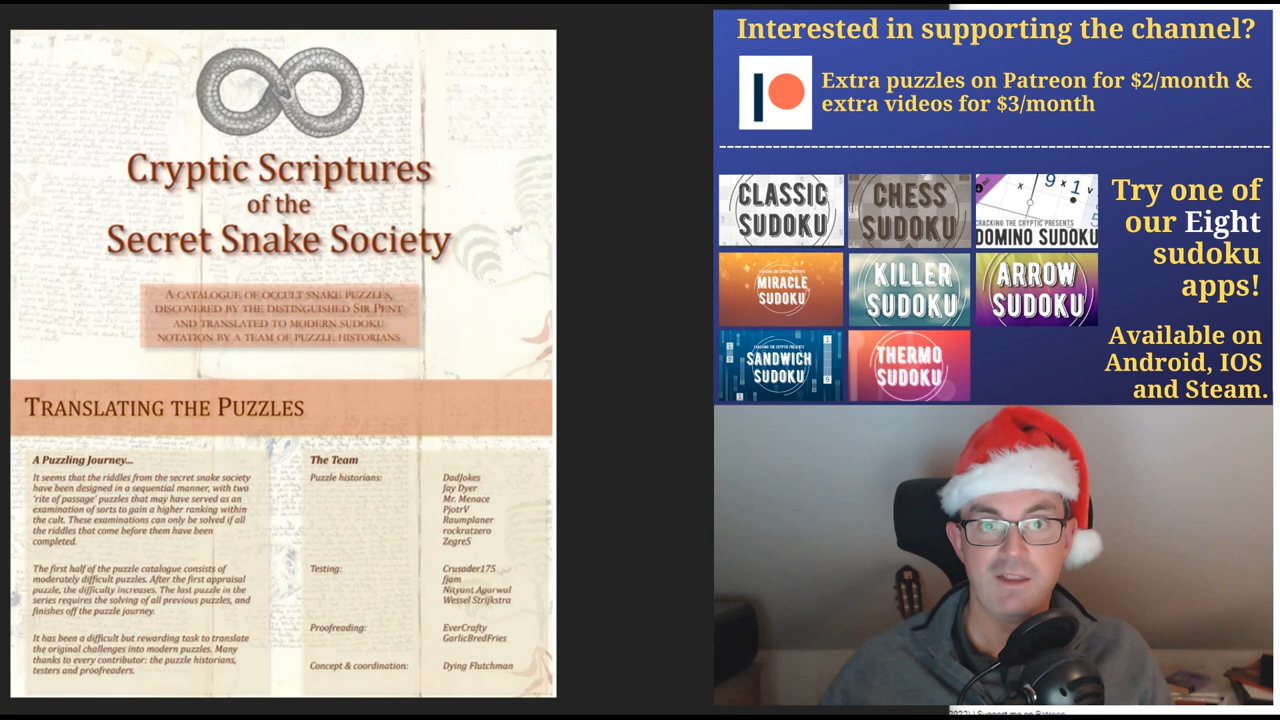 Cryptic Scriptures
of the
Secret Snake Society
A CATALOGUE OF OCCULT SNAKE PUZZLES,
DISCOVERED BY THE DISTINGUISHED SIR PENT
AND TRANSLATED TO MODERN SUDOKU
NOTATION BY A TEAM OF PUZZLE HISTORIANS
TRANSLATING THE PUZZLES
A Puzzling Journey...
It seems that the riddles from the secret snake society
have been designed in a sequential manner, with two
'rite of passage' puzzles that may have served as an
examination of sorts to gain a higher ranking within
the cult. These examinations can only be solved if all
the riddles that come before them have been
completed.
The first half of the puzzle catalogue consists of
moderately difficult puzzles. After the first appraisal
puzzle, the difficulty increases. The last puzzle in the
series requires the solving of all previous puzzles, and
finishes off the puzzle journey.
It has been a difficult but rewarding task to translate
the original challenges into modern puzzles. Many
thanks to every contributor: the puzzle historians,
testers and proofreaders.
The Team
Puzzle historians:
DadJokes
Jay Dyer
Mr. Menace
PjotrV
Raumplaner
rockratzero
ZegreS
Testing:
Crusader175
fjam
Nityant Agarwal
Wessel Strijkstra
Proofreading:
EverCrafty
GarlicBredFries
Concept & coordination:
Dying Flutchman
Interested in supporting the channel?
Extra puzzles on Patreon for $2/month &
extra videos for $3/month
CLASSIC
SUDOKU
CHESS
SUDOKU
9 1
CRACKING THE CRYPTIC PRESENTS
DOMINO SUDOKU
MIRACLE
SUDOKU
KILLER
SUDOKU
ARROW
SUDOKU
SANDWICH
SUDOKU
THERMO
SUDOKU
Try one of
our Eight
sudoku
apps!
Available on
Android, IOS
and Steam.